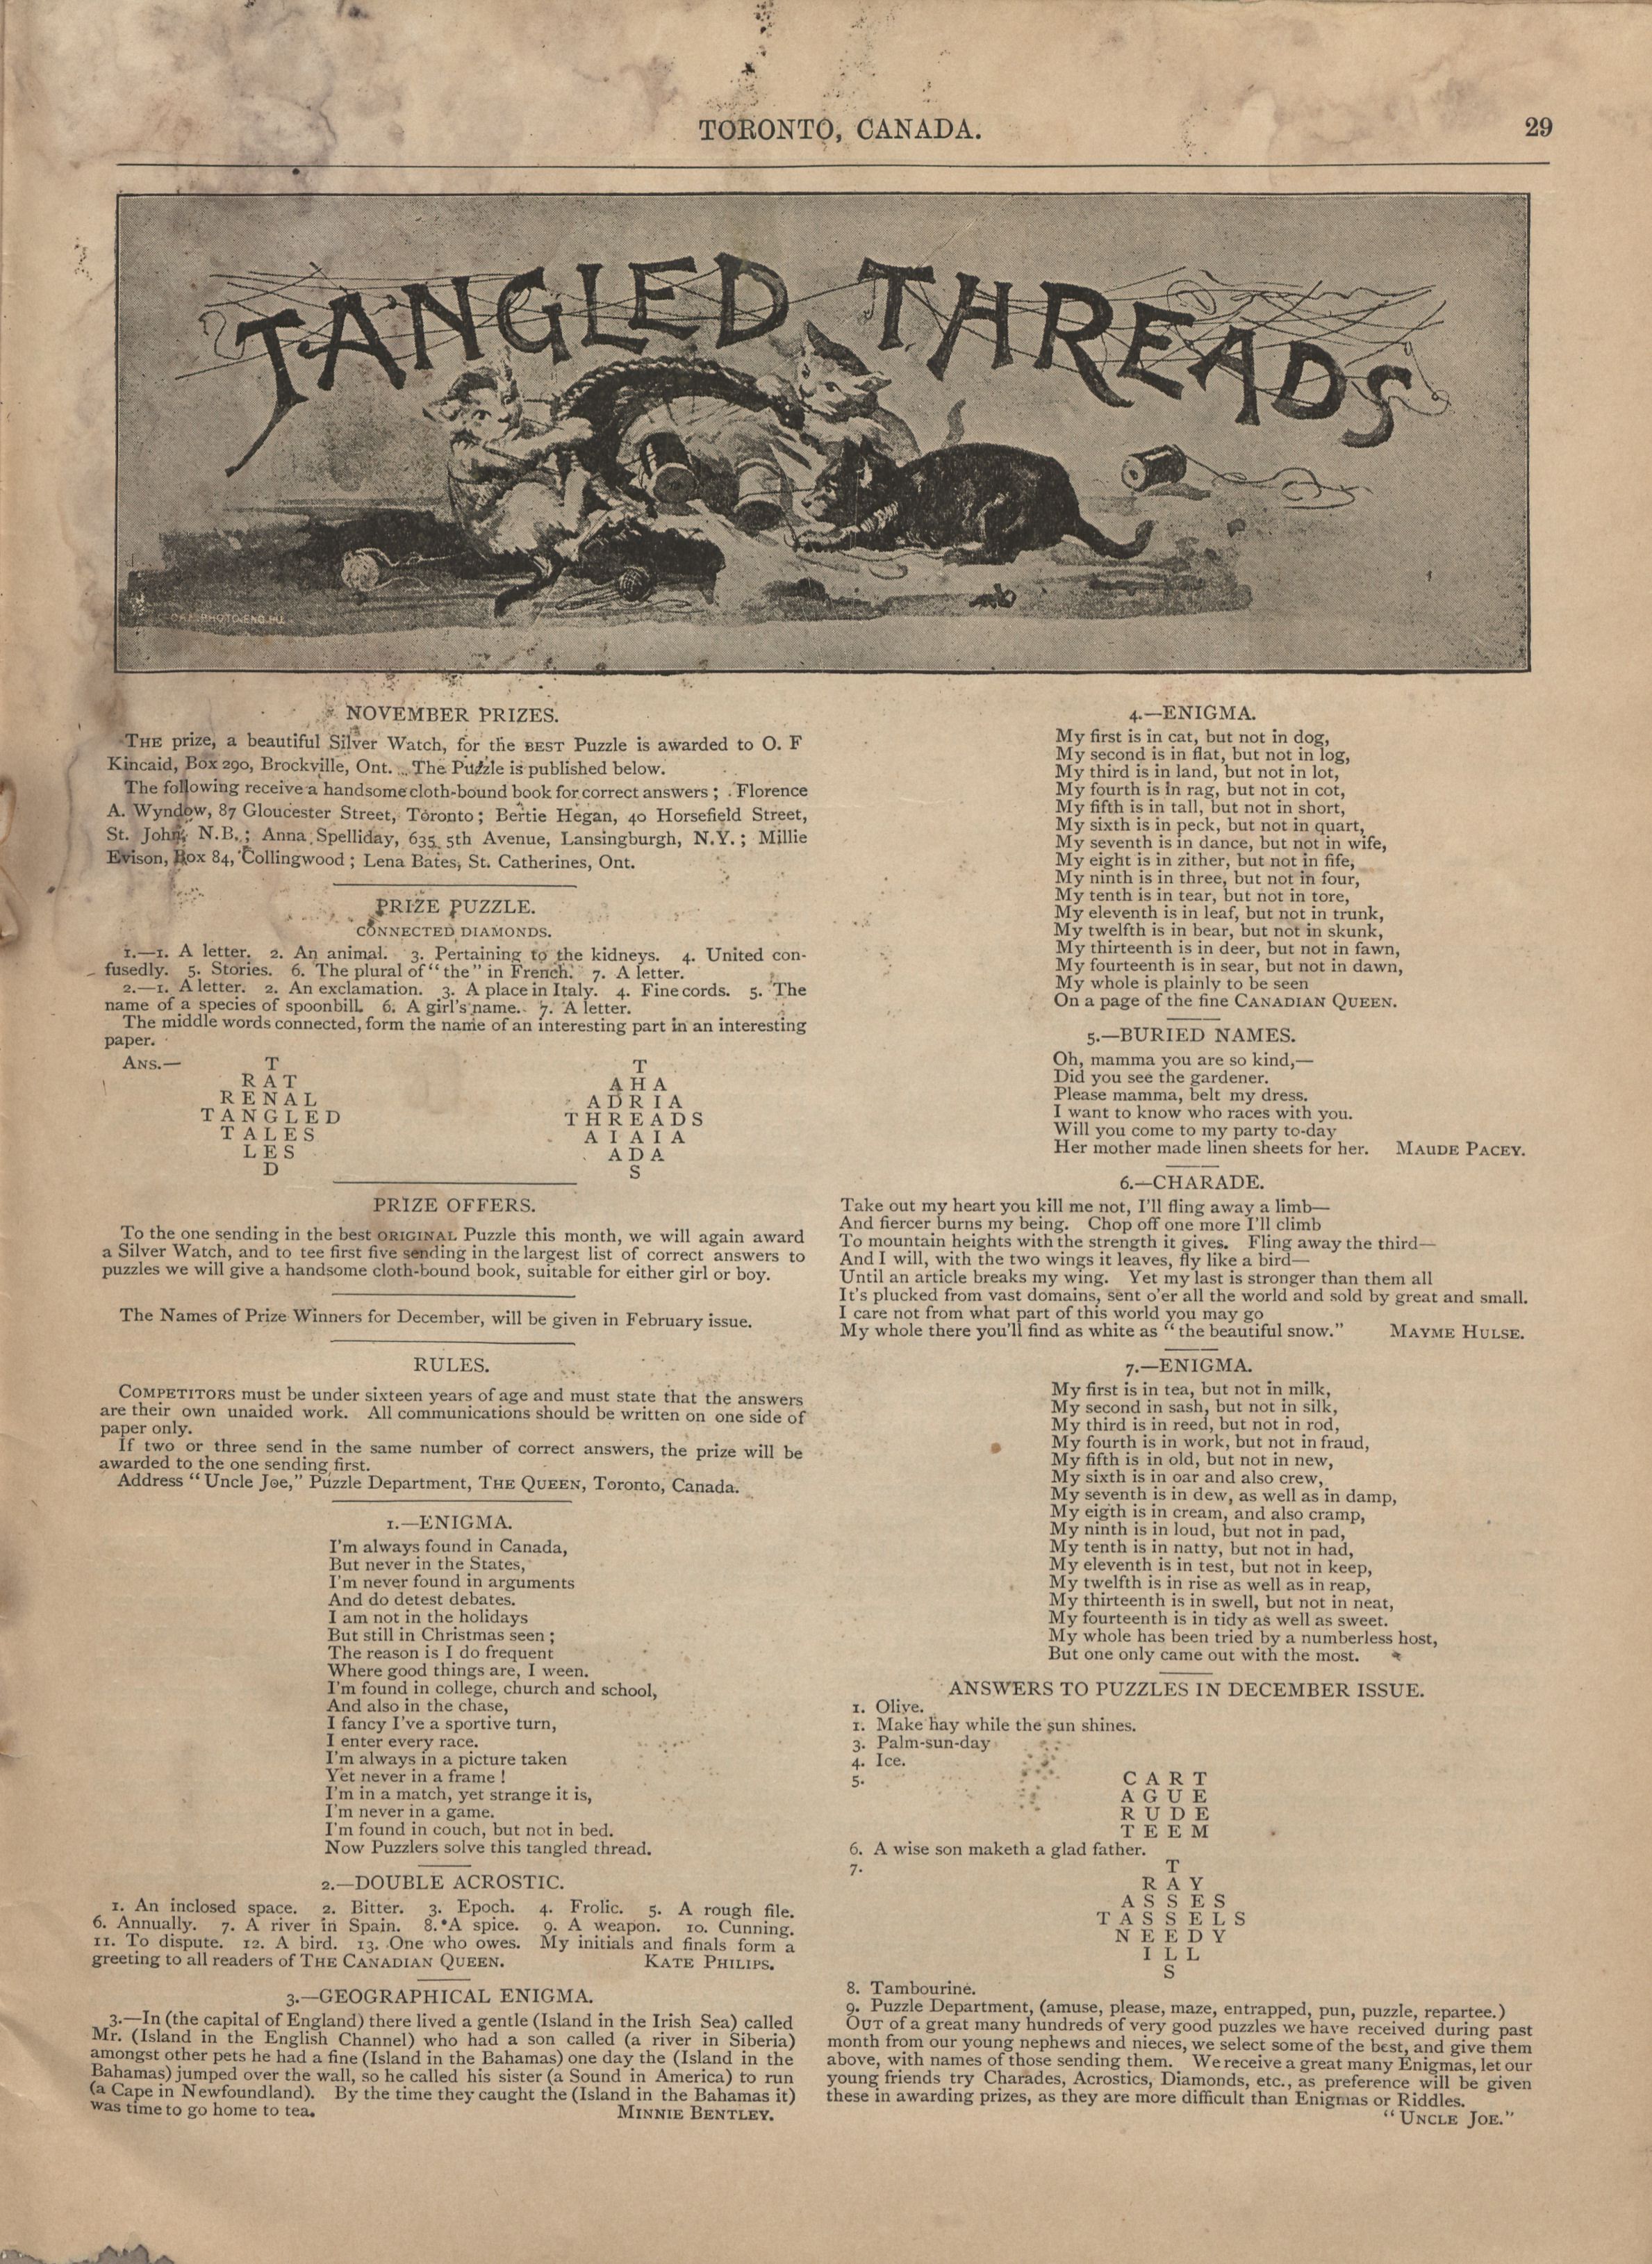 TORONTO, CANADA.
29
TANGLED THREADS
NOVEMBER PRIZES.
THE prize, a beautiful Silver Watch, for the BEST Puzzle is awarded to O. F
Kincaid, Box 290, Brockville, Ont. The Puzzle is published below.
The following receive a handsome cloth-bound book for correct answers; Florence
A. Wyndow, 87 Gloucester Street, Toronto; Bertie Hegan, 40 Horsefield Street,
St. John, N.B.; Anna Spelliday, 635 5th Avenue, Lansingburgh, N.Y.; Millie
Evison, Box 84, Collingwood; Lena Bates, St. Catherines, Ont.
PRIZE PUZZLE.
CONNECTED DIAMONDS.
1.—1. A letter. 2. An animal. 3. Pertaining to the kidneys. 4. United con-
fusedly. 5. Stories. 6. The plural of "the" in French. 7. A letter.
2.—1. A letter. 2. An exclamation. 3. A place in Italy. 4. Fine cords. 5. The
name of a species of spoonbill. 6. A girl's name. 7. A letter.
The middle words connected, form the name of an interesting part in an interesting
paper.
ANS.—
T
R A T
R E N A L
T A N G L E D
T A L E S
L E S
D
T
A H A
A D R I A
T H R E A D S
A I A I A
A D A
S
PRIZE OFFERS.
To the one sending in the best ORIGINAL Puzzle this month, we will again award
a Silver Watch, and to tee first five sending in the largest list of correct answers to
puzzles we will give a handsome cloth-bound book, suitable for either girl or boy.
The Names of Prize Winners for December, will be given in February issue.
RULES.
COMPETITORS must be under sixteen years of age and must state that the answers
are their own unaided work. All communications should be written on one side of
paper only.
If two or three send in the same number of correct answers, the prize will be
awarded to the one sending first.
Address "Uncle Joe," Puzzle Department, THE QUEEN, Toronto, Canada.
1.—ENIGMA.
I'm always found in Canada,
But never in the States,
I'm never found in arguments
And do detest debates.
I am not in the holidays
But still in Christmas seen;
The reason is I do frequent
Where good things are, I ween.
I'm found in college, church and school,
And also in the chase,
I fancy I've a sportive turn,
I enter every race.
I'm always in a picture taken
Yet never in a frame!
I'm in a match, yet strange it is,
I'm never in a game.
I'm found in couch, but not in bed.
Now Puzzlers solve this tangled thread.
2.—DOUBLE ACROSTIC.
1. An inclosed space. 2. Bitter. 3. Epoch. 4. Frolic. 5. A rough file.
6. Annually. 7. A river in Spain. 8. A spice. 9. A weapon. 10. Cunning.
11. To dispute. 12. A bird. 13. One who owes. My initials and finals form a
greeting to all readers of THE CANADIAN QUEEN. KATE PHILIPS.
3.—GEOGRAPHICAL ENIGMA.
3.—In (the capital of England) there lived a gentle (Island in the Irish Sea) called
Mr. (Island in the English Channel) who had a son called (a river in Siberia)
amongst other pets he had a fine (Island in the Bahamas) one day the (Island in the
Bahamas) jumped over the wall, so he called his sister (a Sound in America) to run
(a Cape in Newfoundland). By the time they caught the (Island in the Bahamas it)
was time to go home to tea. MINNIE BENTLEY.
4.—ENIGMA.
My first is in cat, but not in dog,
My second is in flat, but not in log,
My third is in land, but not in lot,
My fourth is in rag, but not in cot,
My fifth is in tall, but not in short,
My sixth is in peck, but not in quart,
My seventh is in dance, but not in wife,
My eight is in zither, but not in fife,
My ninth is in three, but not in four,
My tenth is in tear, but not in tore,
My eleventh is in leaf, but not in trunk,
My twelfth is in bear, but not in skunk,
My thirteenth is in deer, but not in fawn,
My fourteenth is in sear, but not in dawn,
My whole is plainly to be seen
On a page of the fine CANADIAN QUEEN.
5.—BURIED NAMES.
Oh, mamma you are so kind,—
Did you see the gardener.
Please mamma, belt my dress.
I want to know who races with you.
Will you come to my party to-day
Her mother made linen sheets for her. MAUDE PACEY.
6.—CHARADE.
Take out my heart you kill me not, I'll fling away a limb—
And fiercer burns my being. Chop off one more I'll climb
To mountain heights with the strength it gives. Fling away the third—
And I will, with the two wings it leaves, fly like a bird—
Until an article breaks my wing. Yet my last is stronger than them all
It's plucked from vast domains, sent o'er all the world and sold by great and small.
I care not from what part of this world you may go
My whole there you'll find as white as "the beautiful snow." MAYME HULSE.
7.—ENIGMA.
My first is in tea, but not in milk,
My second in sash, but not in silk,
My third is in reed, but not in rod,
My fourth is in work, but not in fraud,
My fifth is in old, but not in new,
My sixth is in oar and also crew,
My seventh is in dew, as well as in damp,
My eigth is in cream, and also cramp,
My ninth is in loud, but not in pad,
My tenth is in natty, but not in had,
My eleventh is in test, but not in keep,
My twelfth is in rise as well as in reap,
My thirteenth is in swell, but not in neat,
My fourteenth is in tidy as well as sweet.
My whole has been tried by a numberless host,
But one only came out with the most.
ANSWERS TO PUZZLES IN DECEMBER ISSUE.
1. Olive.
1. Make hay while the sun shines.
3. Palm-sun-day
4. Ice.
5.
C A R T
A G U E
R U D E
T E E M
6. A wise son maketh a glad father.
7.
T
R A Y
A S S E S
T A S S E L S
N E E D Y
I L L
S
8. Tambourine.
9. Puzzle Department, (amuse, please, maze, entrapped, pun, puzzle, repartee.)
OUT of a great many hundreds of very good puzzles we have received during past
month from our young nephews and nieces, we select some of the best, and give them
above, with names of those sending them. We receive a great many Enigmas, let our
young friends try Charades, Acrostics, Diamonds, etc., as preference will be given
these in awarding prizes, as they are more difficult than Enigmas or Riddles.
"UNCLE JOE."